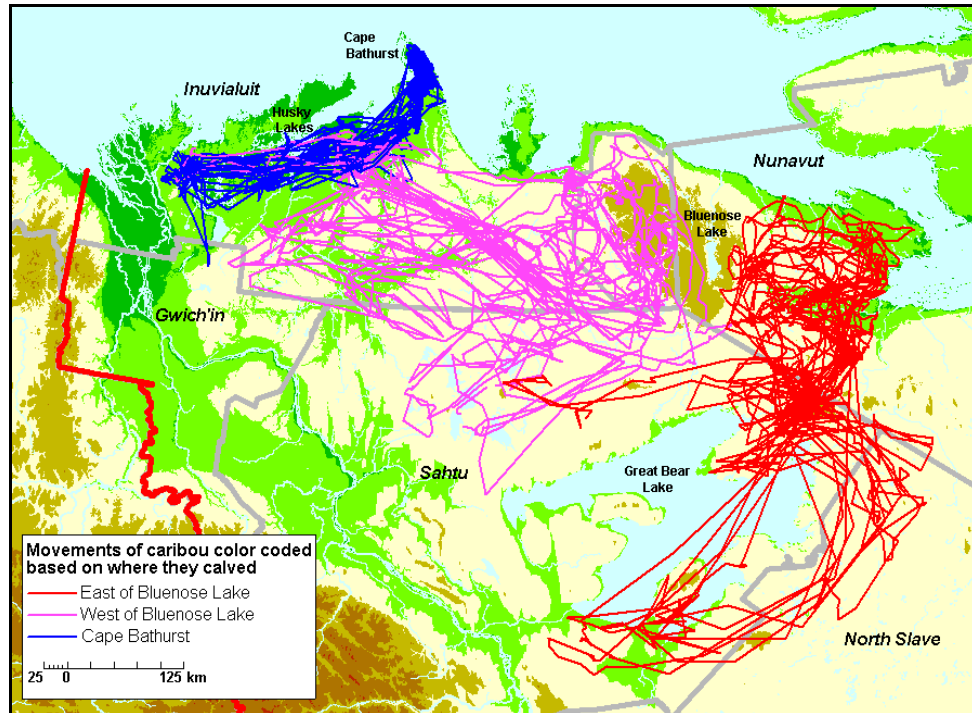 Cape
Bathurst
Inuvialuit
Husky
Lakes
Nunavut
Bluenose
Lake
Gwich'in
Sahtu
Great Bear
Lake
North Slave
Movements of caribou color coded
based on where they calved
East of Bluenose Lake
West of Bluenose Lake
Cape Bathurst
25 0 125 km